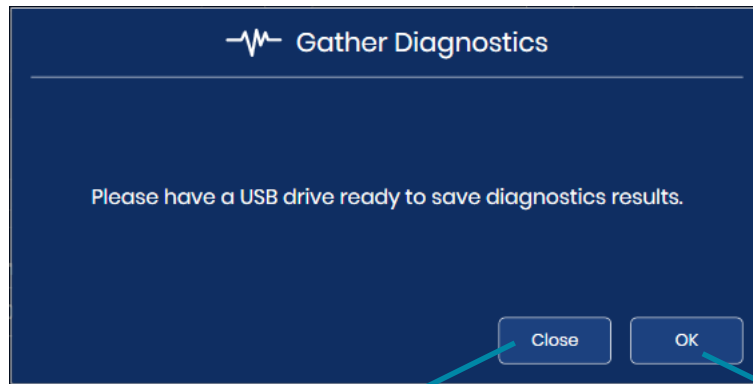 Gather Diagnostics
Please have a USB drive ready to save diagnostics results.
Close
OK